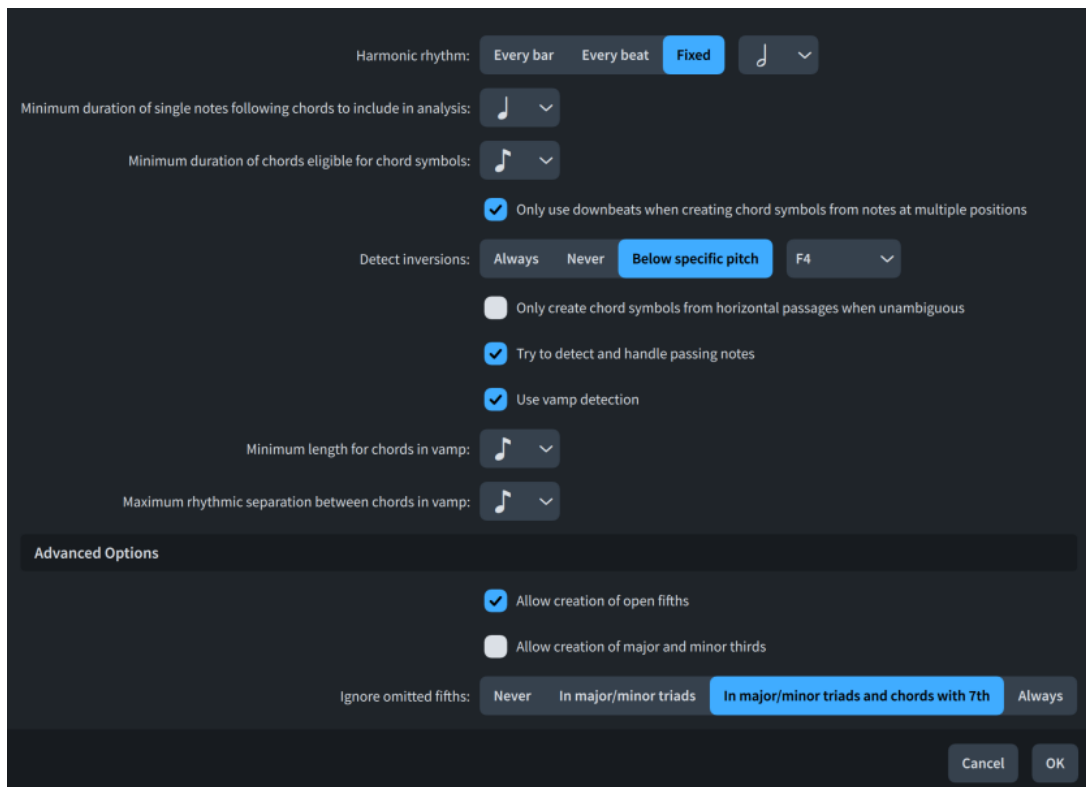 Harmonic rhythm: Every bar Every beat Fixed
Minimum duration of single notes following chords to include in analysis:
Minimum duration of chords eligible for chord symbols:
Only use downbeats when creating chord symbols from notes at multiple positions
Detect inversions: Always Never Below specific pitch F4
Only create chord symbols from horizontal passages when unambiguous
Try to detect and handle passing notes
Use vamp detection
Minimum length for chords in vamp:
Maximum rhythmic separation between chords in vamp:
Advanced Options
Allow creation of open fifths
Allow creation of major and minor thirds
Ignore omitted fifths: Never In major/minor triads In major/minor triads and chords with 7th Always
Cancel OK